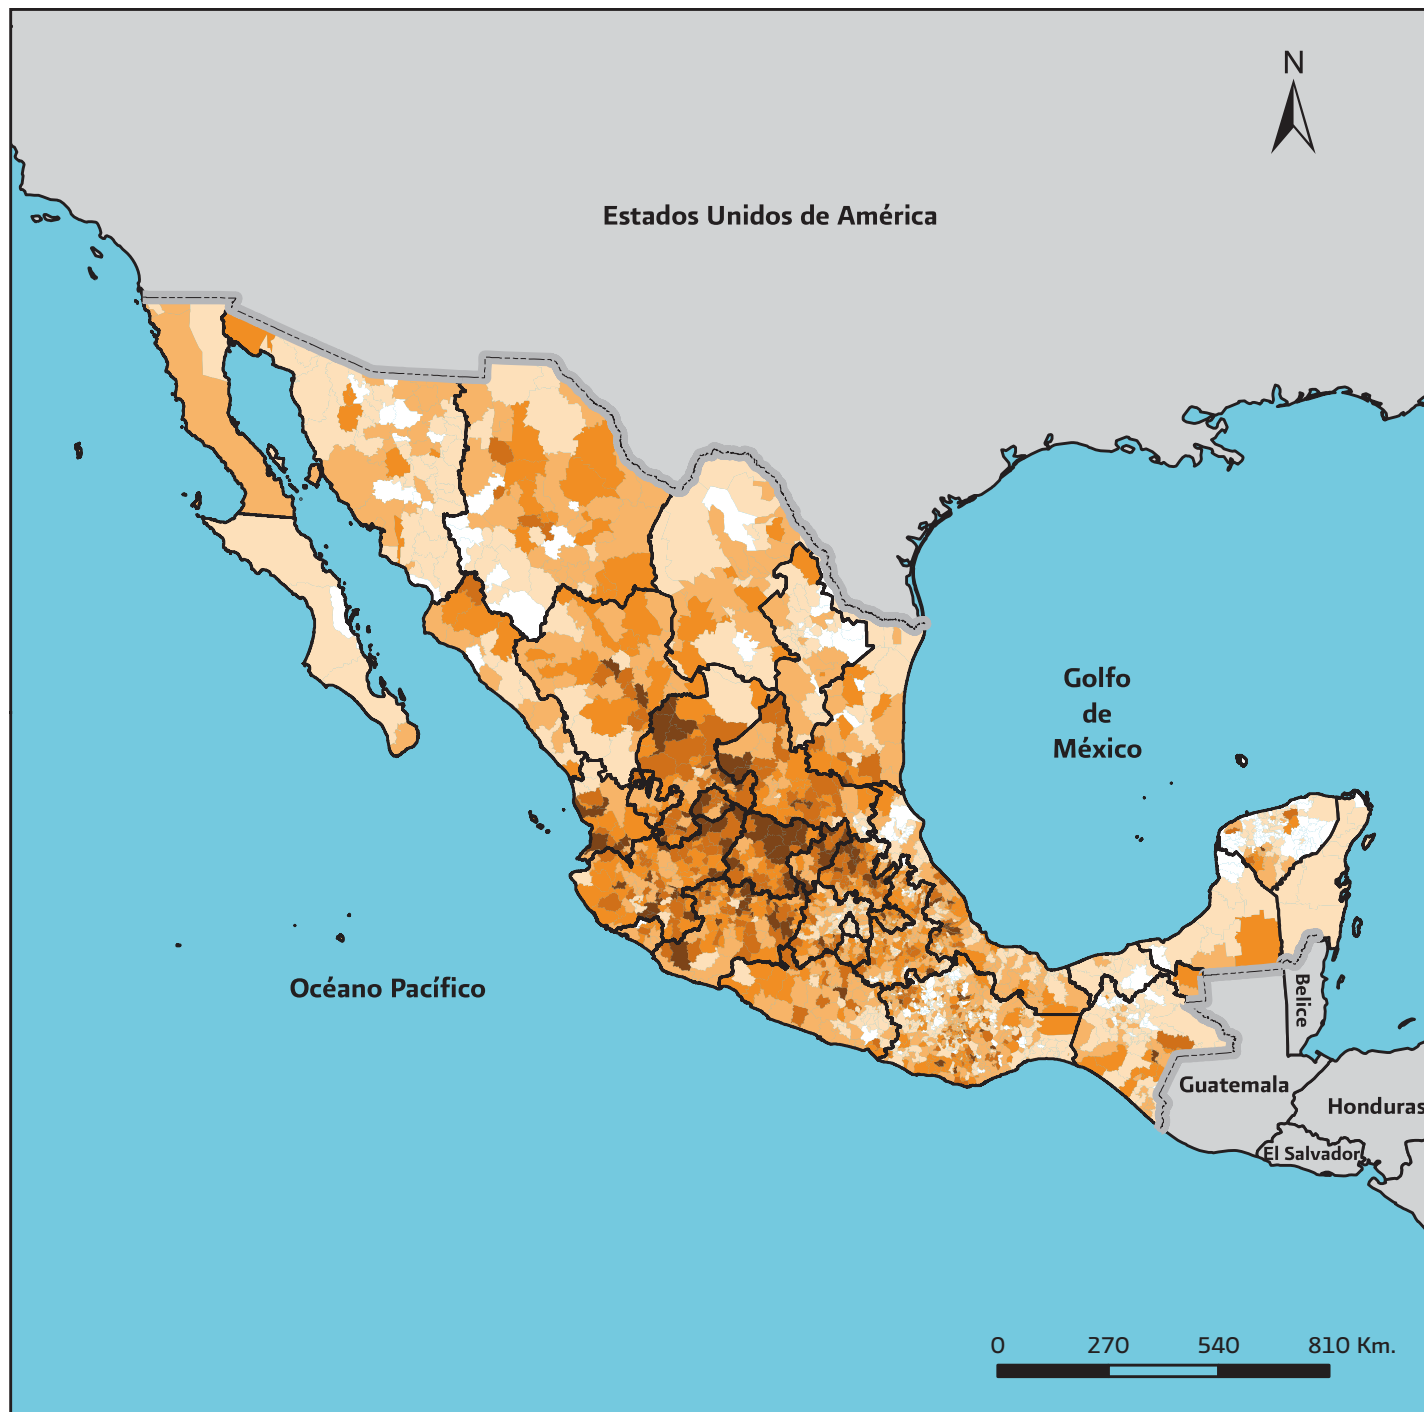 N
Estados Unidos de América
Golfo
de
México
Océano Pacífico
Belice
Guatemala
Honduras
El Salvador
0 270 540 810 Km.